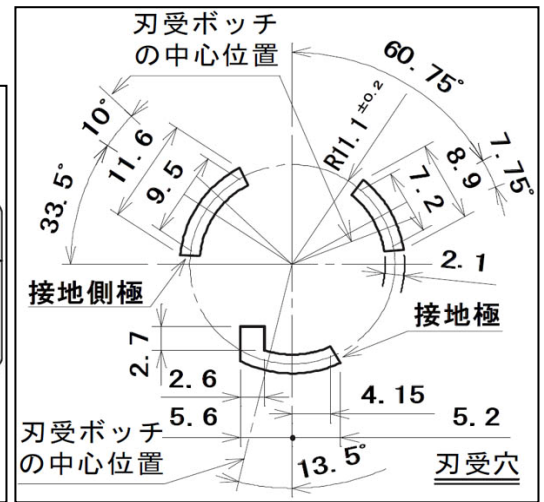 刃受ボッチ
の中心位置
60.75°
10°
11.6
9.5
33.5°
R11.1 ±0.2
7.75°
8.9
7.2
2.1
接地側極
接地極
2.7
2.6
5.6
4.15
5.2
刃受ボッチ
の中心位置
13.5°
刃受穴